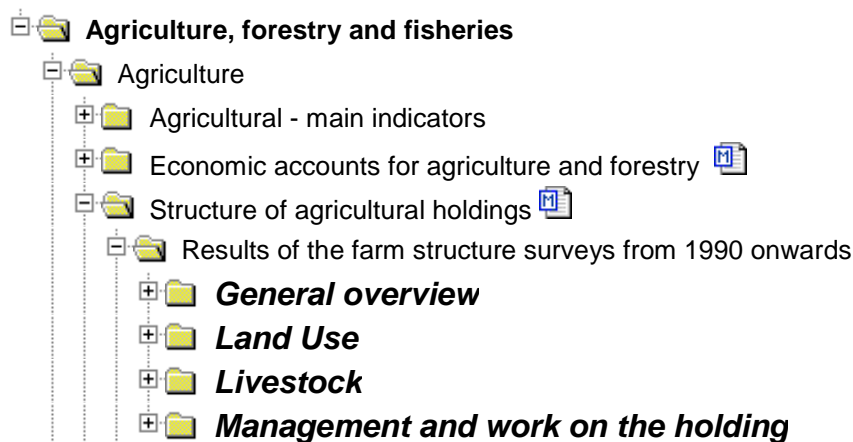 Agriculture, forestry and fisheries
Agriculture
Agricultural - main indicators
Economic accounts for agriculture and forestry M
Structure of agricultural holdings M
Results of the farm structure surveys from 1990 onwards
General overview
Land Use
Livestock
Management and work on the holding